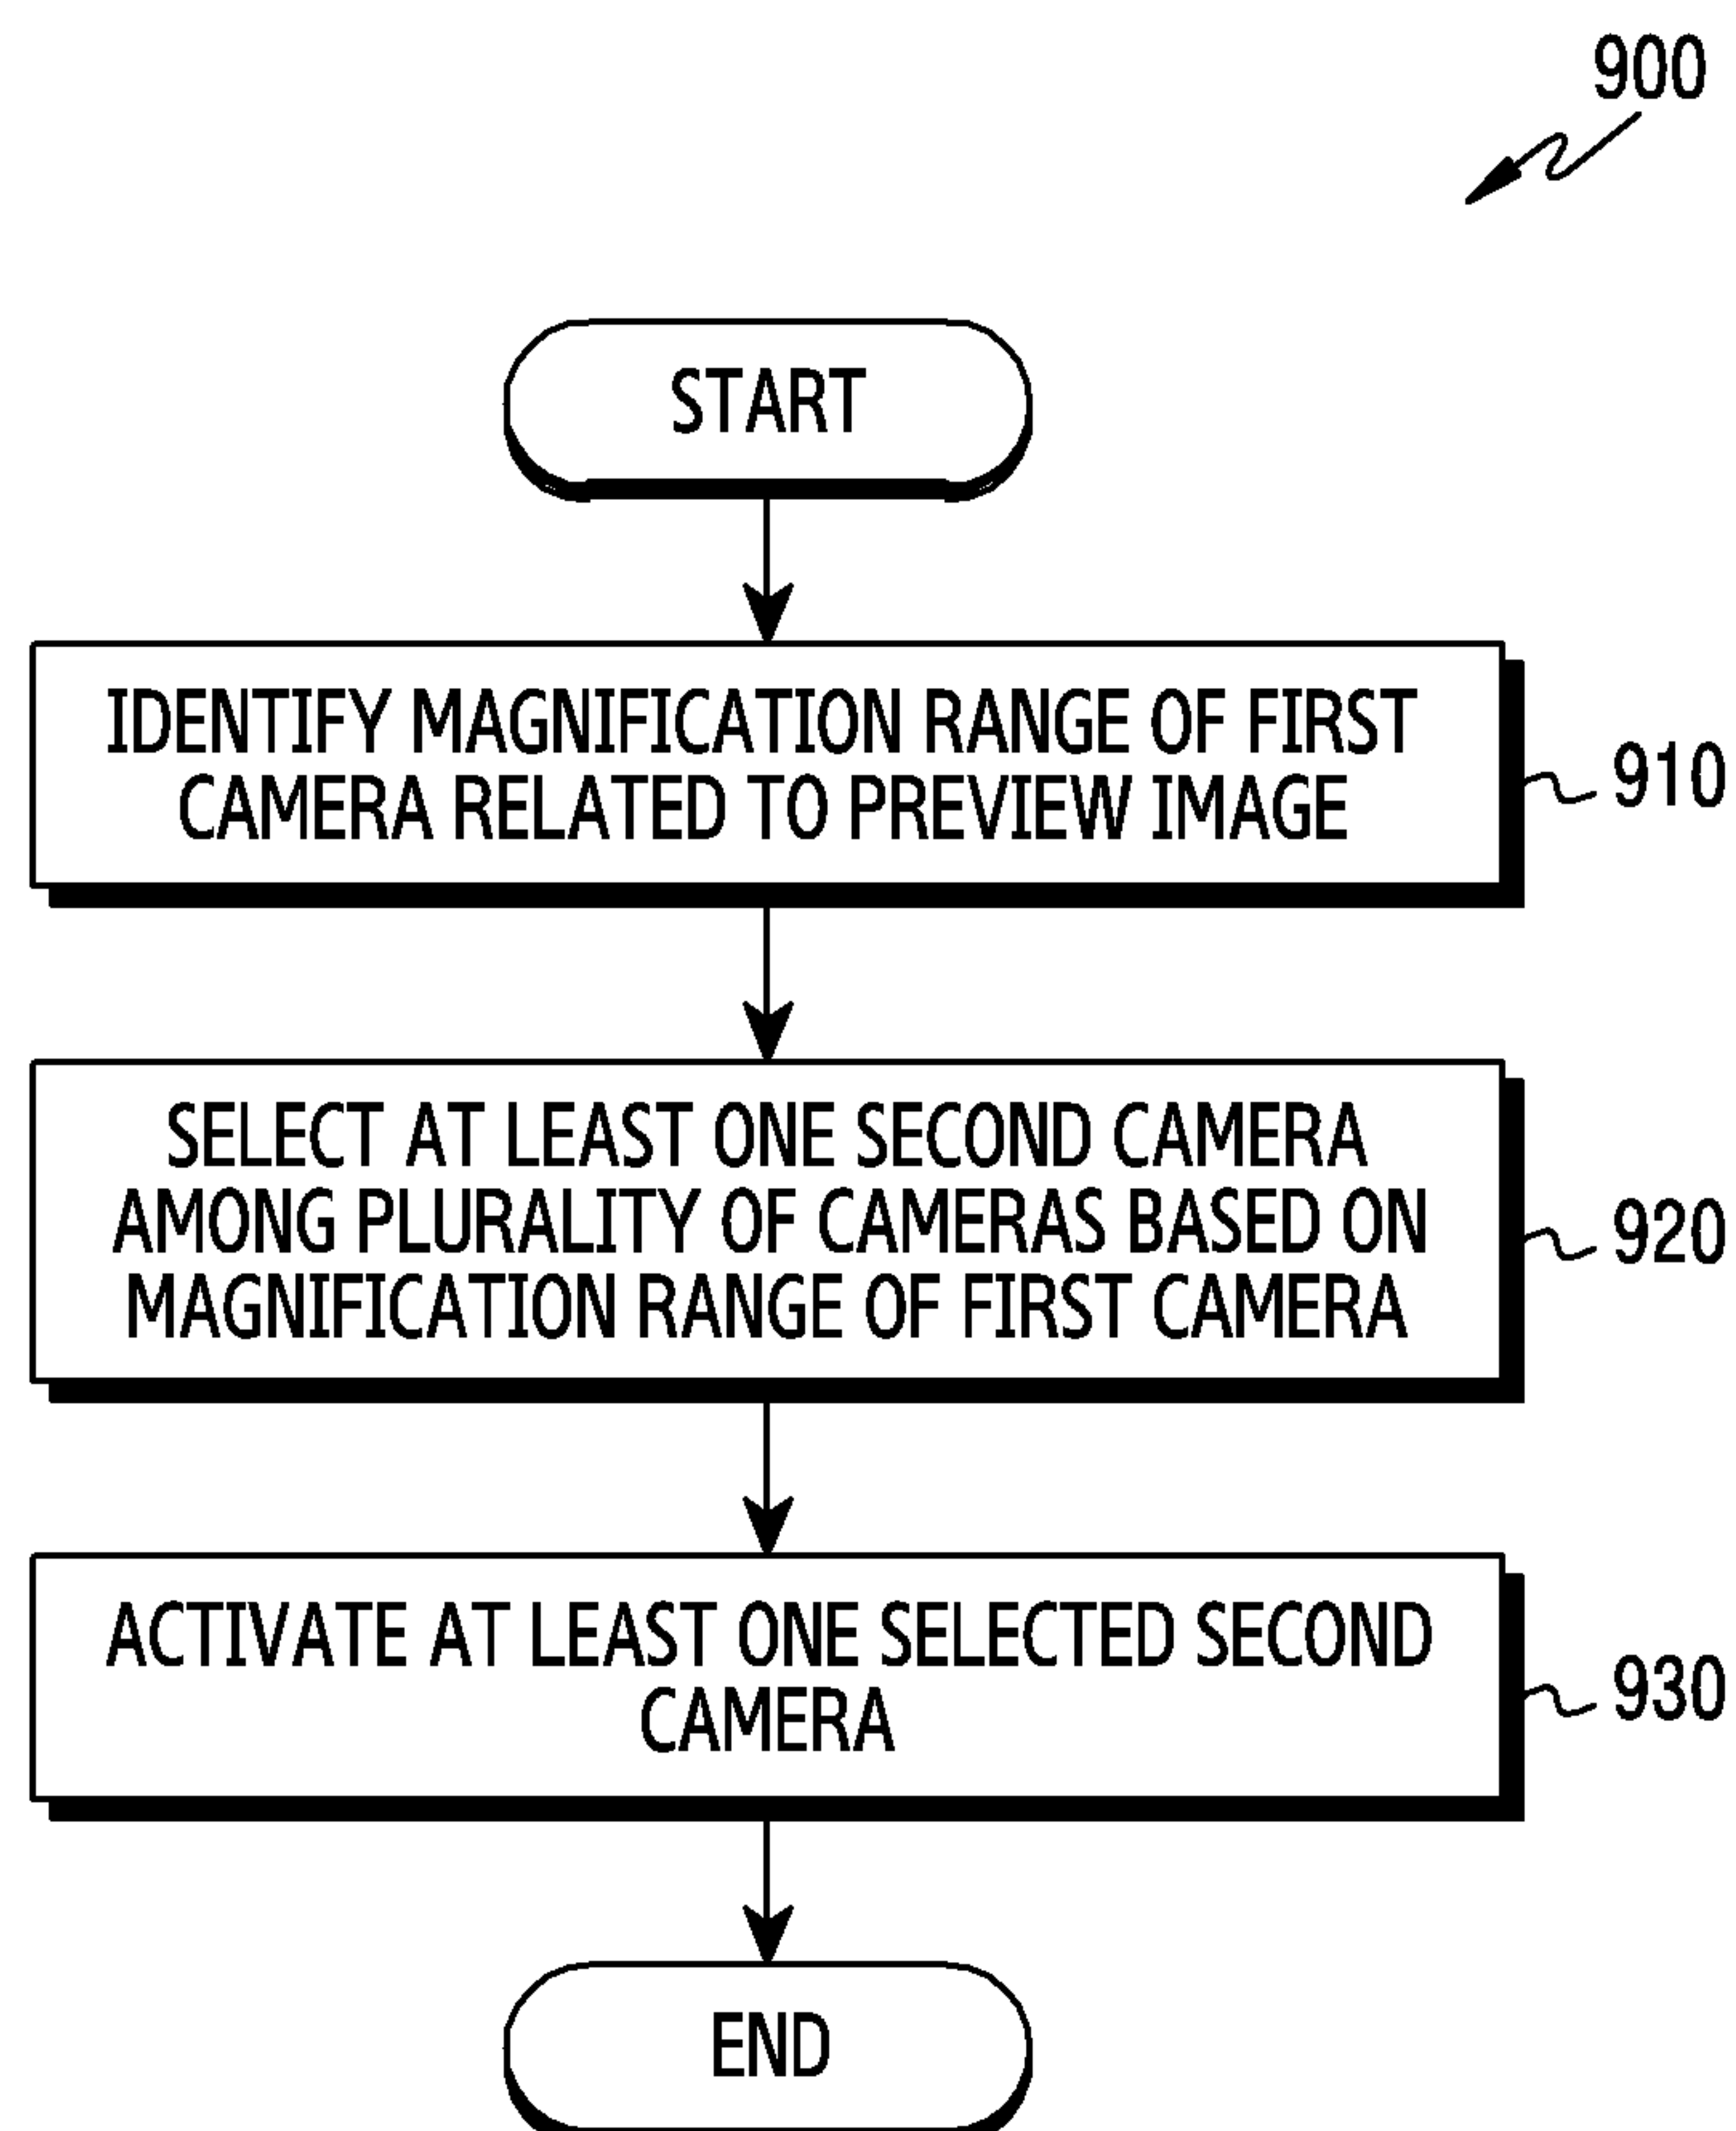 900
START
IDENTIFY MAGNIFICATION RANGE OF FIRST
CAMERA RELATED TO PREVIEW IMAGE
910
SELECT AT LEAST ONE SECOND CAMERA
AMONG PLURALITY OF CAMERAS BASED ON
MAGNIFICATION RANGE OF FIRST CAMERA
920
ACTIVATE AT LEAST ONE SELECTED SECOND
CAMERA
930
END